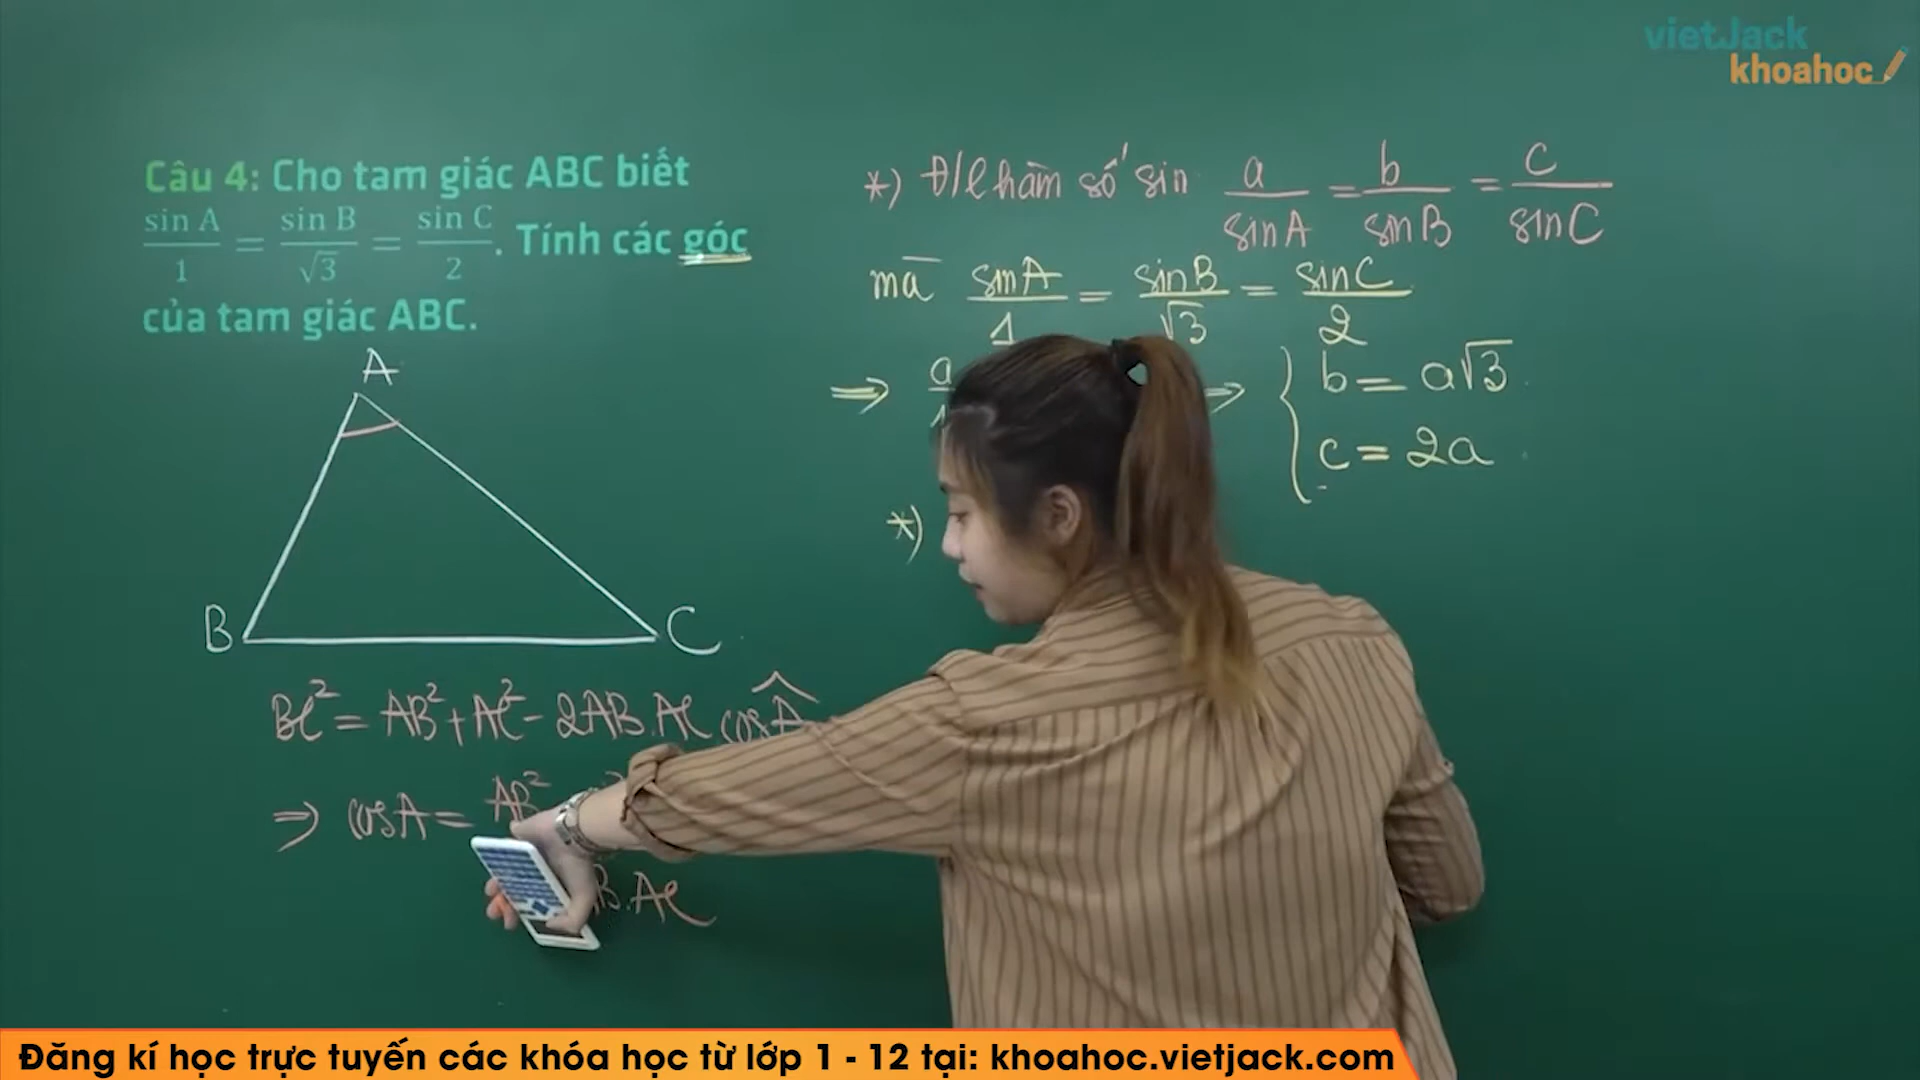 vietJack
khoahoc
Câu 4: Cho tam giác ABC biết
sin A / 1 = sin B / √3 = sin C / 2 . Tính các góc
của tam giác ABC.
A
B
C
BC² = AB² + AC² - 2AB.AC cosÂ
⇒ cosA = AB²
B.AC
*) Đ/l hàm số sin a/sinA = b/sinB = c/sinC
mà sinA/1 = sinB/√3 = sinC/2
⇒ a ⇒ { b = a√3
c = 2a
*)
Đăng kí học trực tuyến các khóa học từ lớp 1 - 12 tại: khoahoc.vietjack.com